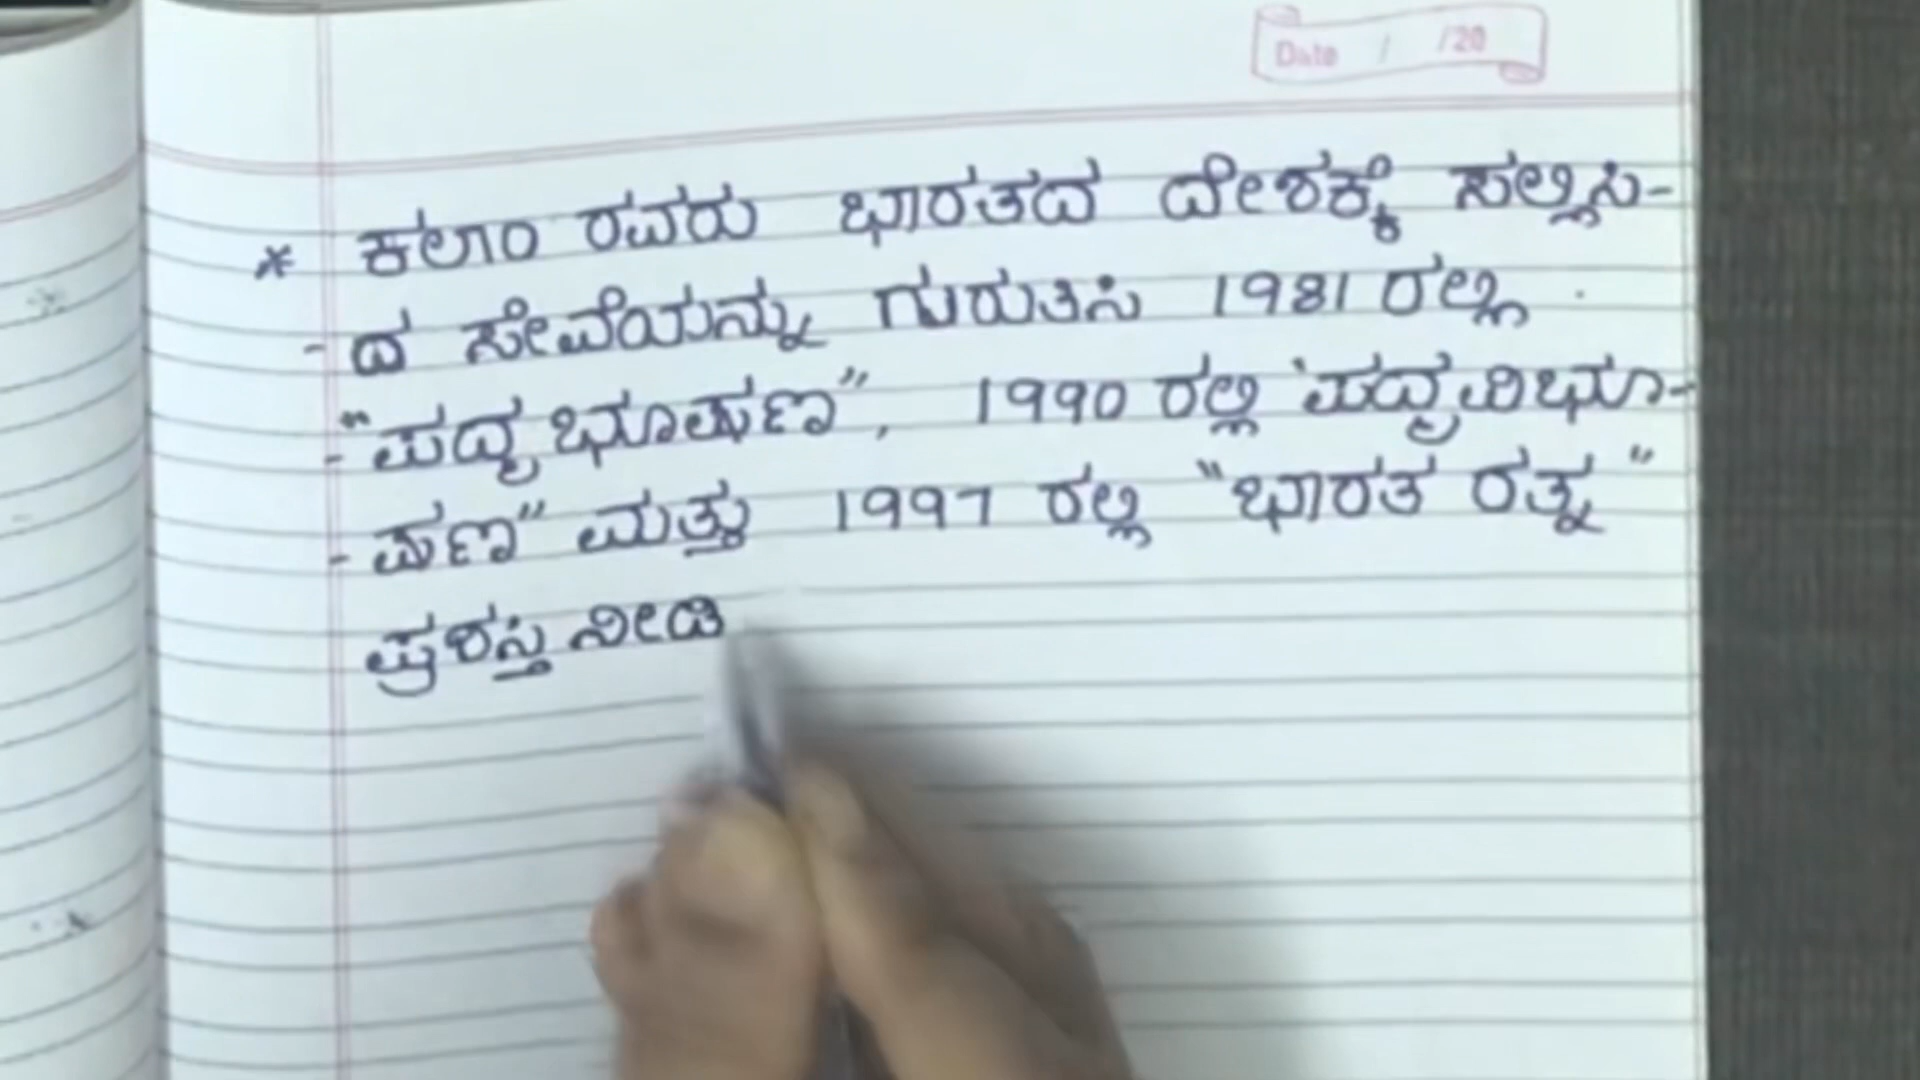 Date / /20
* ಕಲಾಂ ರವರು ಭಾರತದ ದೇಶಕ್ಕೆ ಸಲ್ಲಿಸಿ-
- ದ ಸೇವೆಯನ್ನು ಗುರುತಿಸಿ 1981 ರಲ್ಲಿ
- "ಪದ್ಮ ಭೂಷಣ", 1990 ರಲ್ಲಿ 'ಪದ್ಮವಿಭೂ-
- ಷಣ" ಮತ್ತು 1997 ರಲ್ಲಿ "ಭಾರತ ರತ್ನ"
ಪ್ರಶಸ್ತಿ ನೀಡಿ